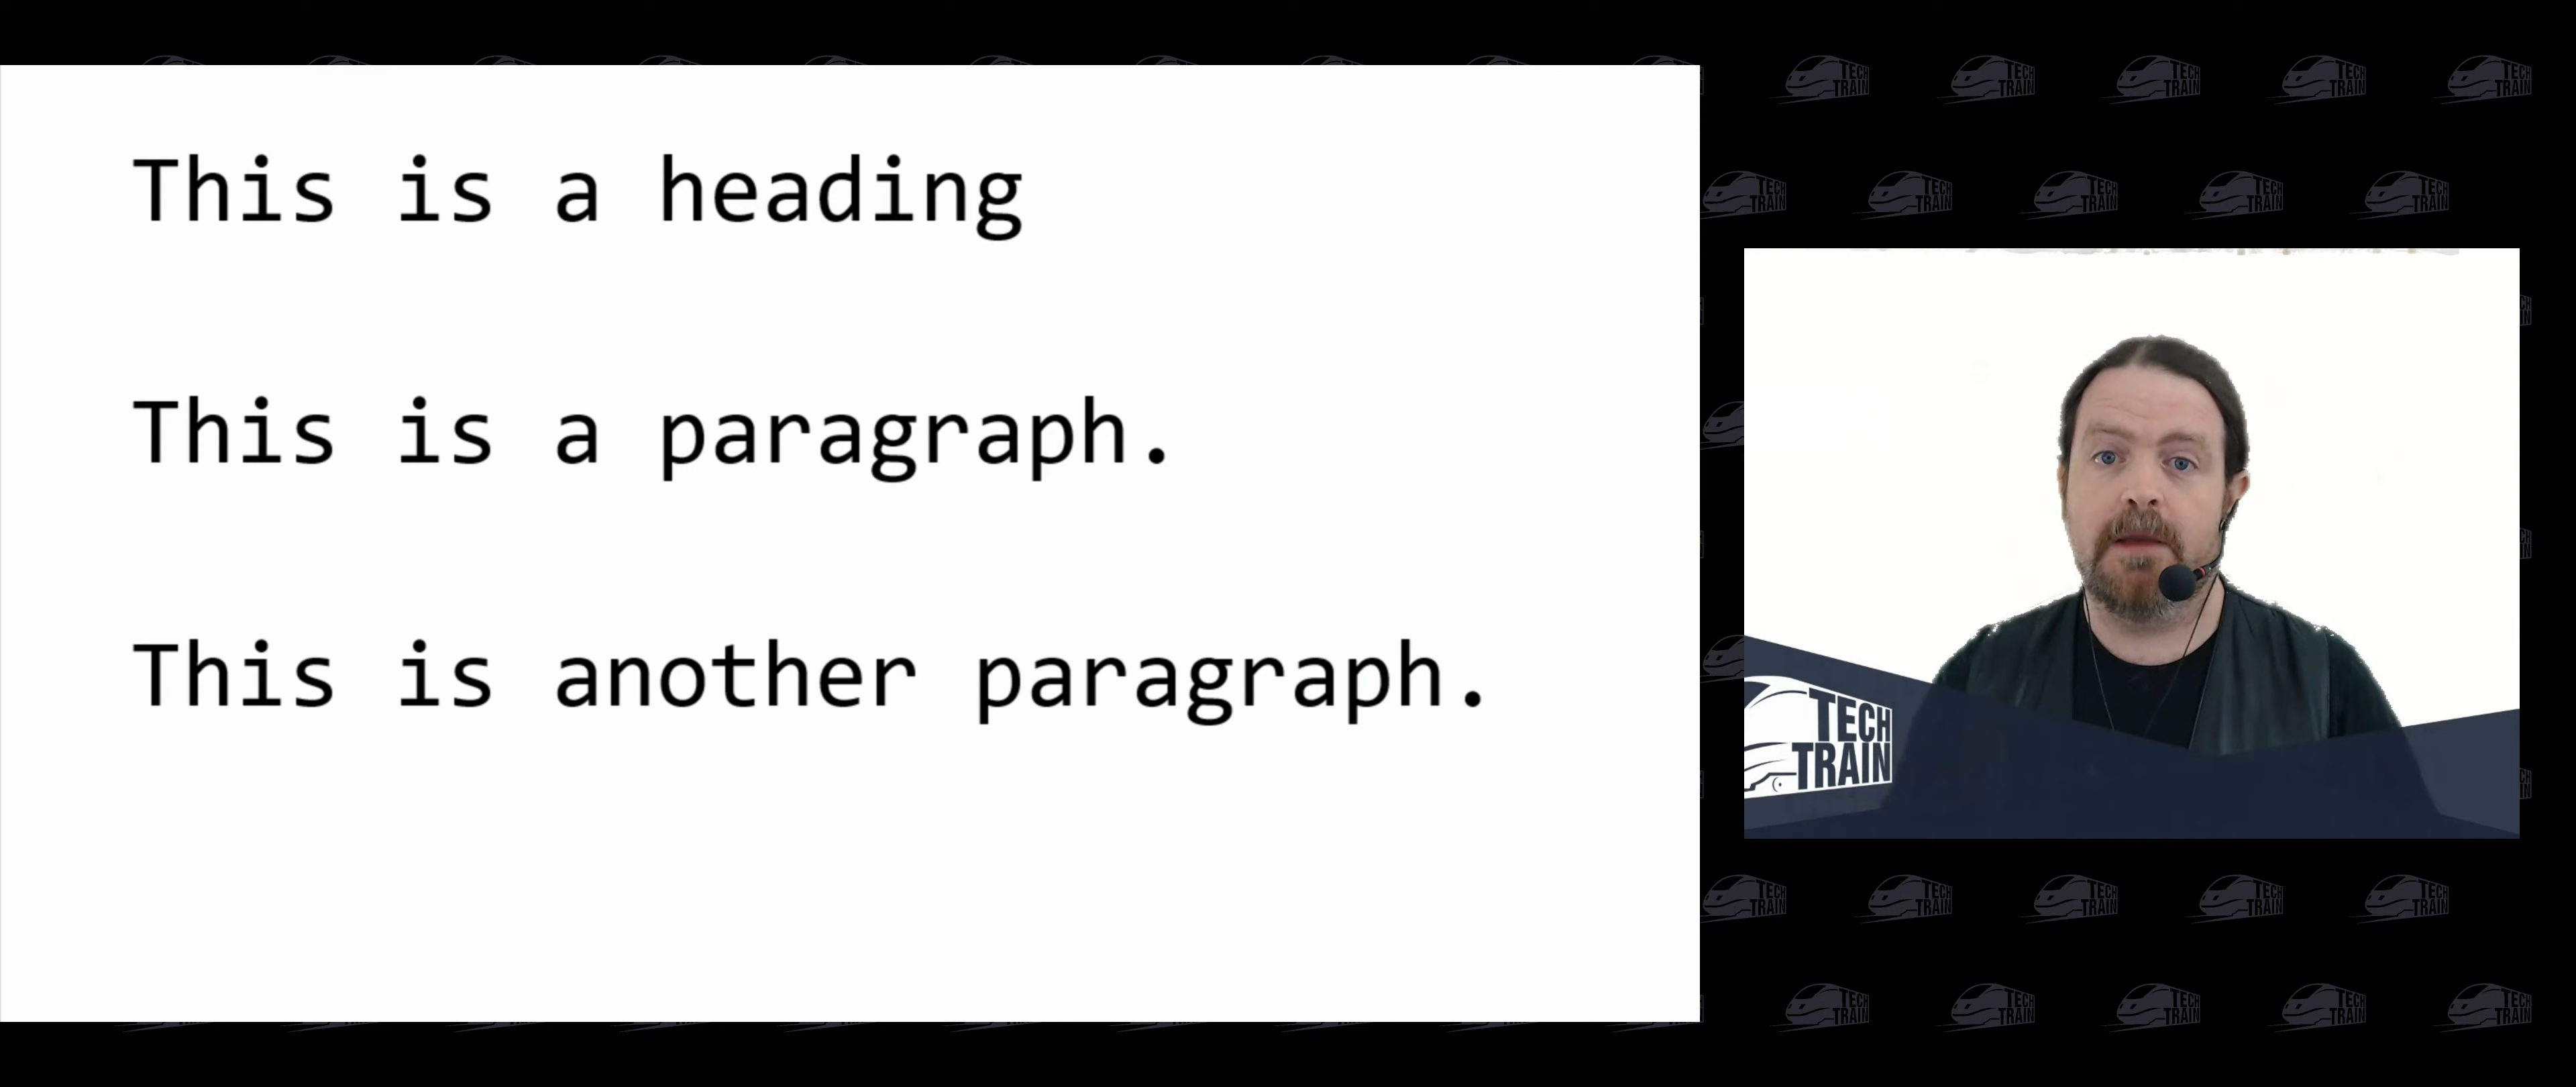 This is a heading
This is a paragraph.
This is another paragraph.
TECH
TRAIN